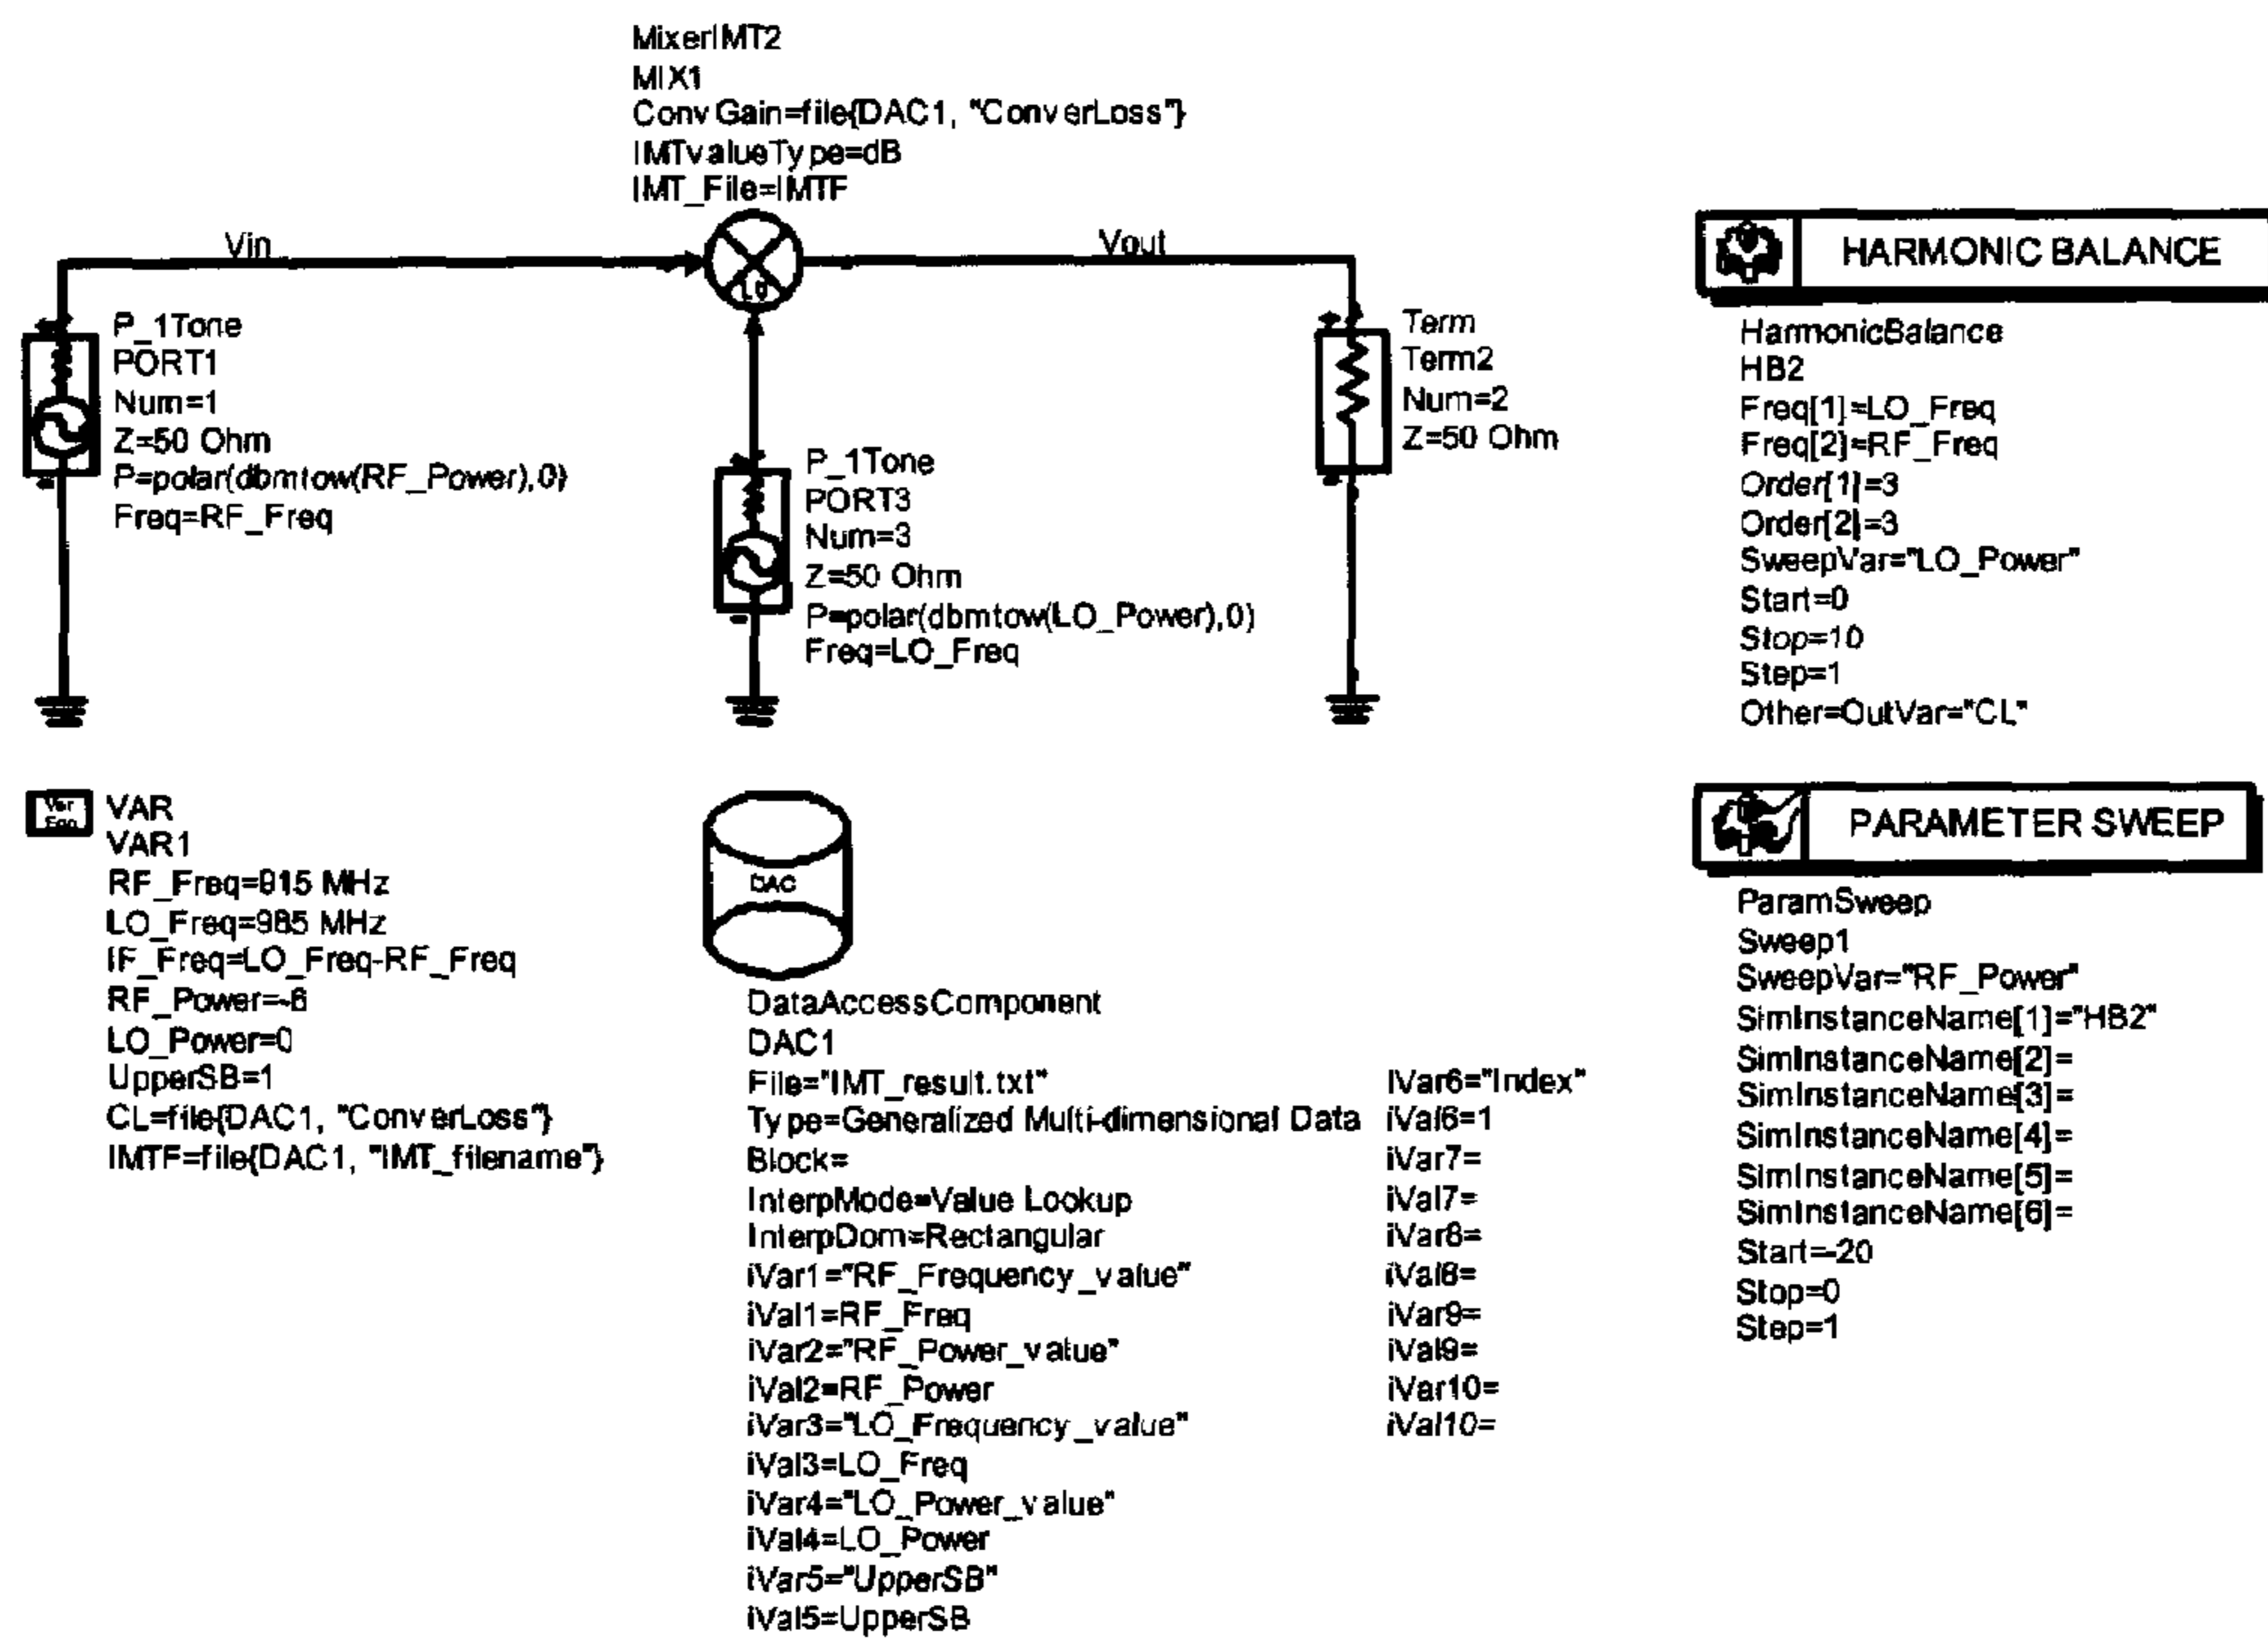 MixerIMT2
MIX1
ConvGain=file{DAC1, "ConverLoss"}
IMTvalueType=dB
IMT_File=IMTF
Vin
Vout
LO
P_1Tone
PORT1
Num=1
Z=50 Ohm
P=polar(dbmtow(RF_Power),0)
Freq=RF_Freq
P_1Tone
PORT3
Num=3
Z=50 Ohm
P=polar(dbmtow(LO_Power),0)
Freq=LO_Freq
Term
Term2
Num=2
Z=50 Ohm
HARMONIC BALANCE
HarmonicBalance
HB2
Freq[1]=LO_Freq
Freq[2]=RF_Freq
Order[1]=3
Order[2]=3
SweepVar="LO_Power"
Start=0
Stop=10
Step=1
Other=OutVar="CL"
Var
Eqn
VAR
VAR1
RF_Freq=915 MHz
LO_Freq=985 MHz
IF_Freq=LO_Freq-RF_Freq
RF_Power=-6
LO_Power=0
UpperSB=1
CL=file{DAC1, "ConverLoss"}
IMTF=file{DAC1, "IMT_filename"}
DAC
DataAccessComponent
DAC1
File="IMT_result.txt"
Type=Generalized Multi-dimensional Data
Block=
InterpMode=Value Lookup
InterpDom=Rectangular
iVar1="RF_Frequency_value"
iVal1=RF_Freq
iVar2="RF_Power_value"
iVal2=RF_Power
iVar3="LO_Frequency_value"
iVal3=LO_Freq
iVar4="LO_Power_value"
iVal4=LO_Power
iVar5="UpperSB"
iVal5=UpperSB
iVar6="Index"
iVal6=1
iVar7=
iVal7=
iVar8=
iVal8=
iVar9=
iVal9=
iVar10=
iVal10=
PARAMETER SWEEP
ParamSweep
Sweep1
SweepVar="RF_Power"
SimInstanceName[1]="HB2"
SimInstanceName[2]=
SimInstanceName[3]=
SimInstanceName[4]=
SimInstanceName[5]=
SimInstanceName[6]=
Start=-20
Stop=0
Step=1